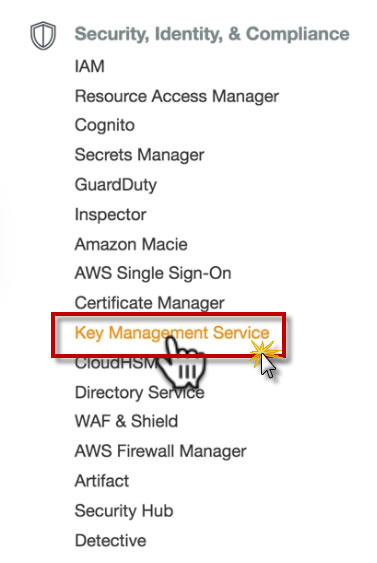 Security, Identity, & Compliance
IAM
Resource Access Manager
Cognito
Secrets Manager
GuardDuty
Inspector
Amazon Macie
AWS Single Sign-On
Certificate Manager
Key Management Service
CloudHSM
Directory Service
WAF & Shield
AWS Firewall Manager
Artifact
Security Hub
Detective